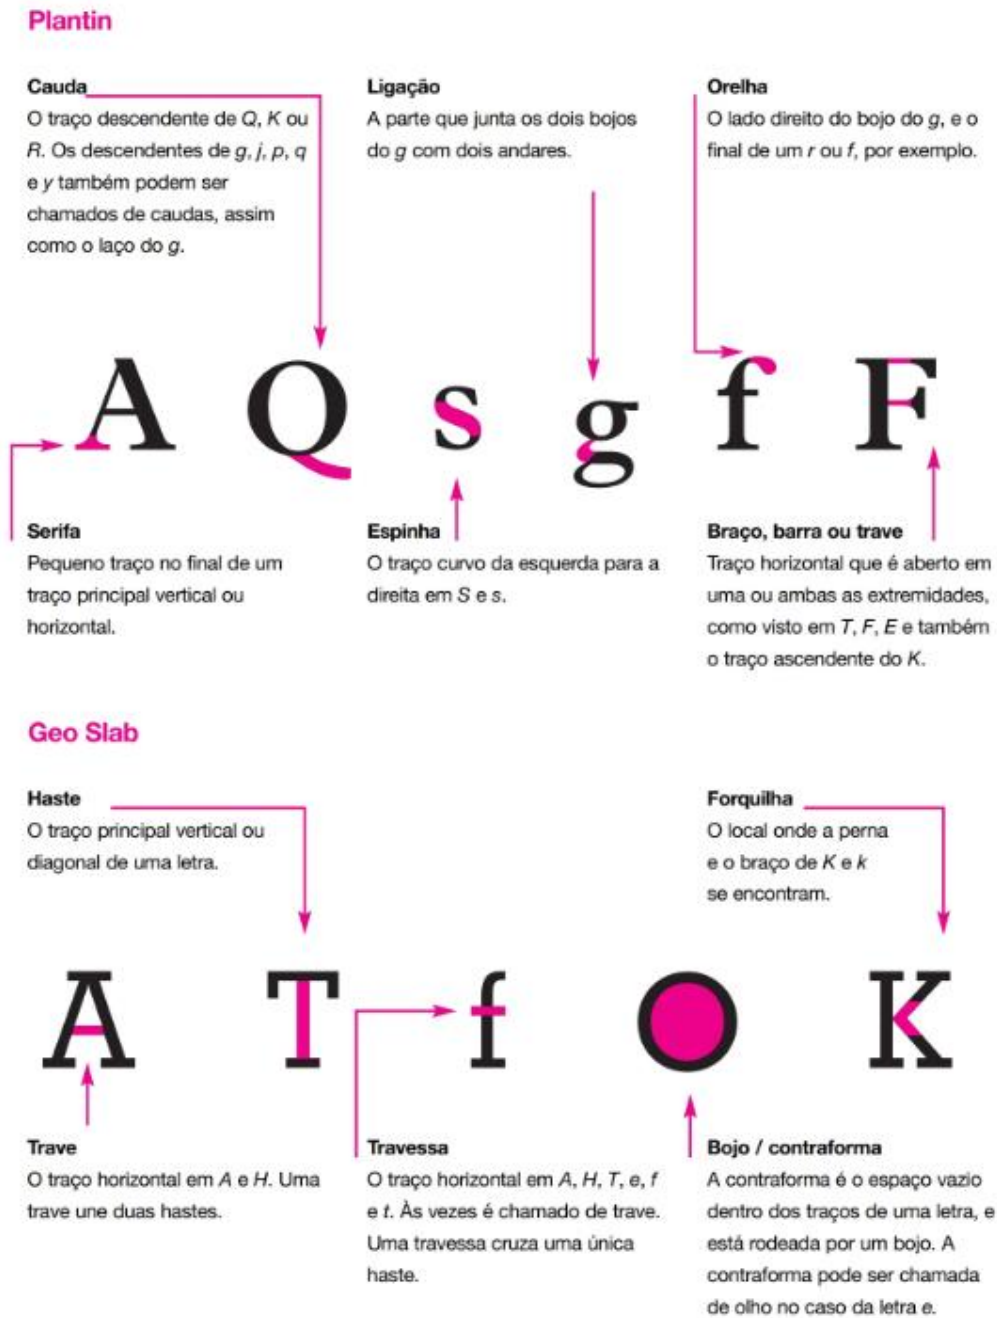 Plantin
Cauda
O traço descendente de Q, K ou
R. Os descendentes de g, j, p, q
e y também podem ser
chamados de caudas, assim
como o laço do g.
Ligação
A parte que junta os dois bojos
do g com dois andares.
Orelha
O lado direito do bojo do g, e o
final de um r ou f, por exemplo.
A Q s g f F
Serifa
Pequeno traço no final de um
traço principal vertical ou
horizontal.
Espinha
O traço curvo da esquerda para a
direita em S e s.
Braço, barra ou trave
Traço horizontal que é aberto em
uma ou ambas as extremidades,
como visto em T, F, E e também
o traço ascendente do K.
Geo Slab
Haste
O traço principal vertical ou
diagonal de uma letra.
Forquilha
O local onde a perna
e o braço de K e k
se encontram.
A T f O K
Trave
O traço horizontal em A e H. Uma
trave une duas hastes.
Travessa
O traço horizontal em A, H, T, e, f
e t. Às vezes é chamado de trave.
Uma travessa cruza uma única
haste.
Bojo / contraforma
A contraforma é o espaço vazio
dentro dos traços de uma letra, e
está rodeada por um bojo. A
contraforma pode ser chamada
de olho no caso da letra e.